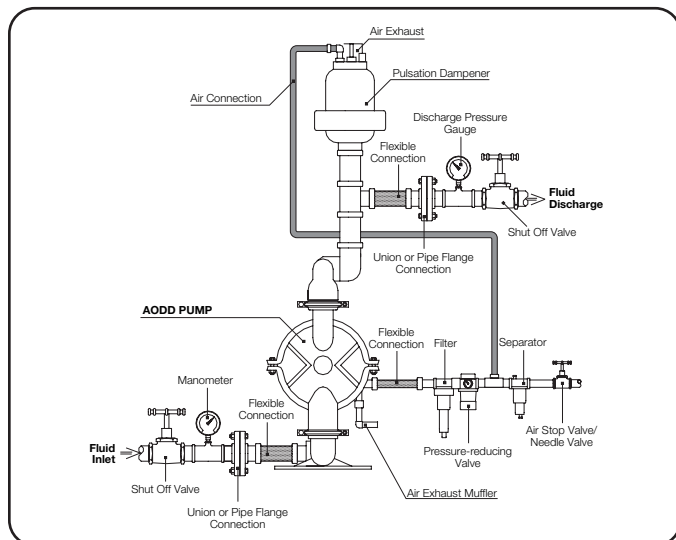 Air Exhaust
Pulsation Dampener
Air Connection
Discharge Pressure
Gauge
Flexible
Connection
Fluid
Discharge
Shut Off Valve
Union or Pipe Flange
Connection
AODD PUMP
Flexible
Connection
Filter
Separator
Manometer
Flexible
Connection
Fluid
Inlet
Air Stop Valve/
Needle Valve
Pressure-reducing
Valve
Shut Off Valve
Air Exhaust Muffler
Union or Pipe Flange
Connection